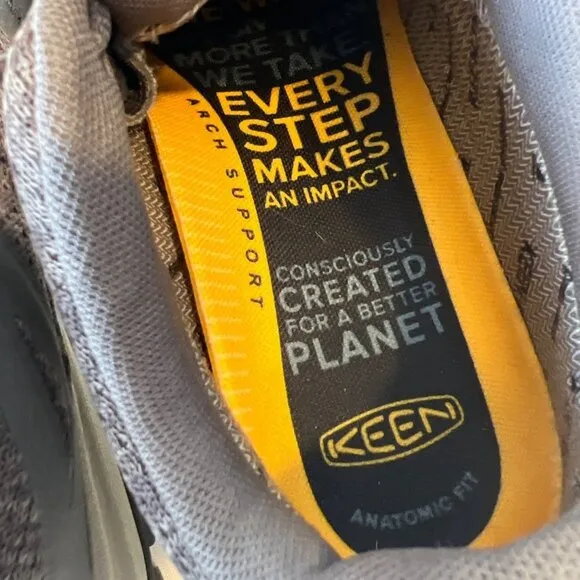 MORE THAN
WE TAKE
EVERY
STEP
MAKES
AN IMPACT.
ARCH SUPPORT
CONSCIOUSLY
CREATED
FOR A BETTER
PLANET
KEEN
ANATOMIC FIT